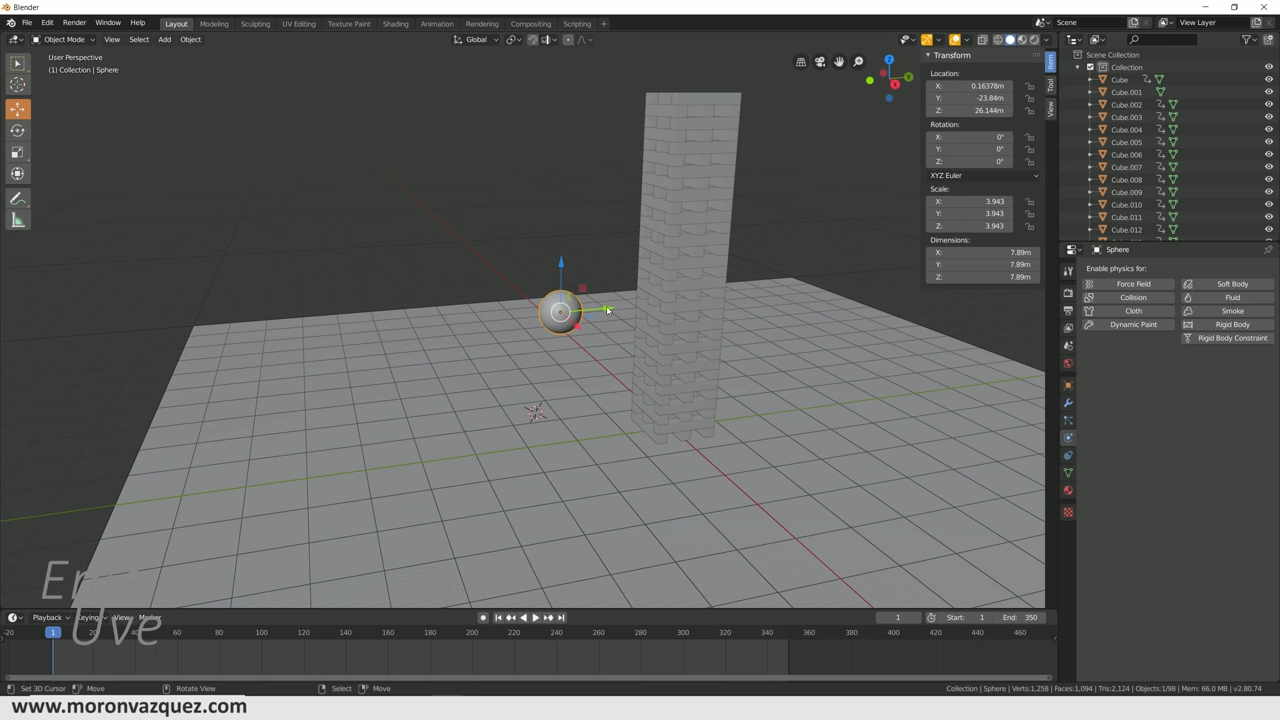 Blender
File Edit Render Window Help Layout Modeling Sculpting UV Editing Texture Paint Shading Animation Rendering Compositing Scripting + Scene View Layer
Object Mode View Select Add Object Global
User Perspective
(1) Collection | Sphere
Transform
Location:
X: 0.16378m
Y: -23.84m
Z: 26.144m
Rotation:
X: 0°
Y: 0°
Z: 0°
XYZ Euler
Scale:
X: 3.943
Y: 3.943
Z: 3.943
Dimensions:
X: 7.89m
Y: 7.89m
Z: 7.89m
Item
Tool
View
Z
Y
X
Scene Collection
Collection
Cube
Cube.001
Cube.002
Cube.003
Cube.004
Cube.005
Cube.006
Cube.007
Cube.008
Cube.009
Cube.010
Cube.011
Cube.012
Sphere
Enable physics for:
Force Field Soft Body
Collision Fluid
Cloth Smoke
Dynamic Paint Rigid Body
Rigid Body Constraint
Uve
Playback Keying View Marker 1 Start: 1 End: 350
-20 1 20 40 60 80 100 120 140 160 180 200 220 240 260 280 300 320 340 360 380 400 420 440 460
Set 3D Cursor Move Rotate View Select Move Collection | Sphere | Verts:1,258 | Faces:1,094 | Tris:2,124 | Objects:1/98 | Mem: 66.0 MB | v2.80.74
www.moronvazquez.com